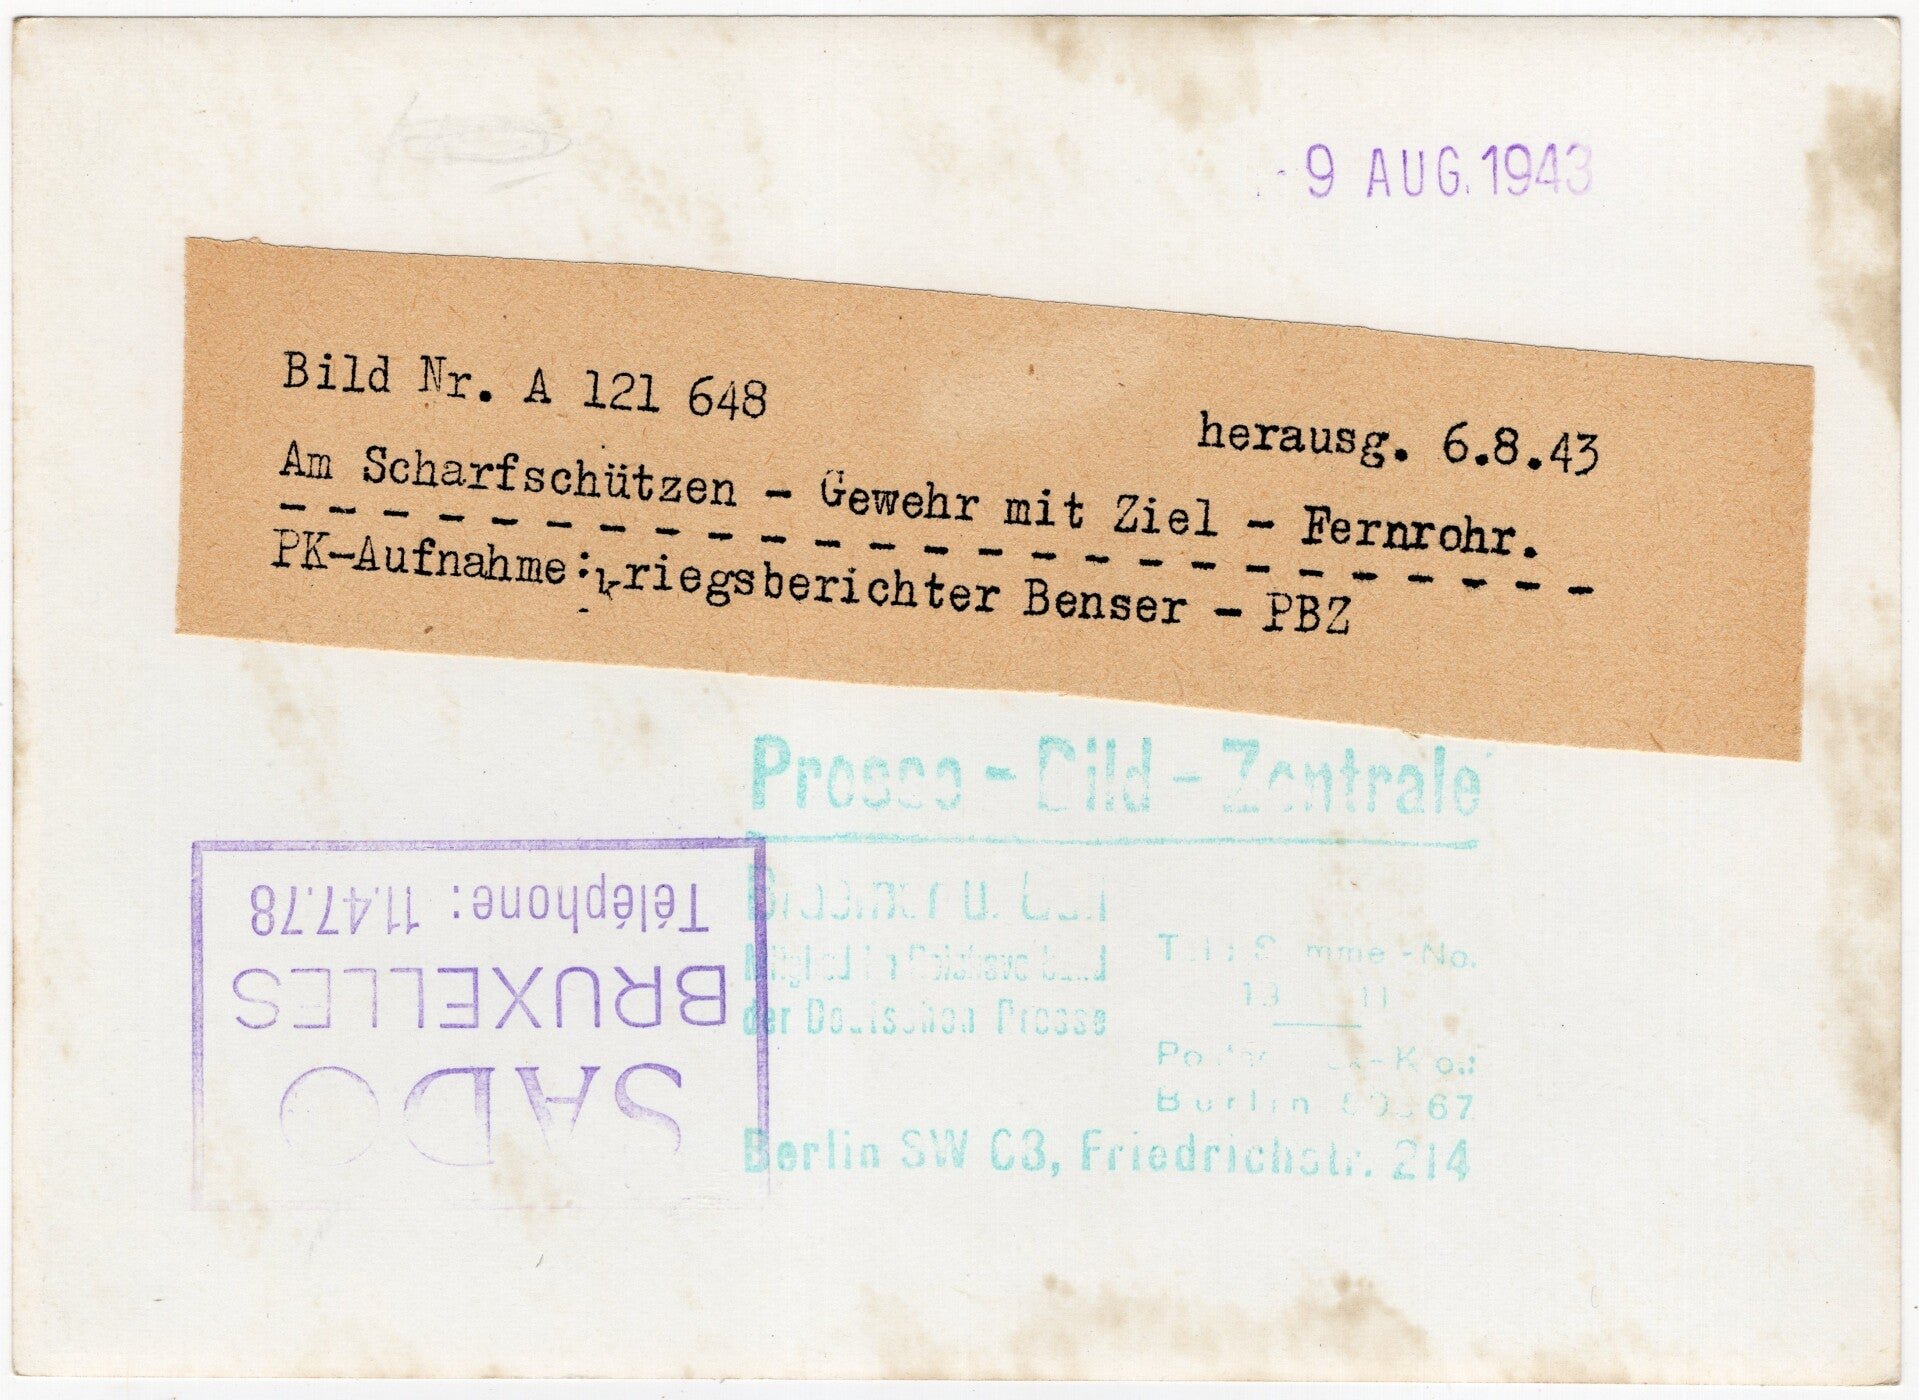 9 AUG. 1943
Bild Nr. A 121 648
herausg. 6.8.43
Am Scharfschützen - Gewehr mit Ziel - Fernrohr.
PK-Aufnahme: Kriegsberichter Benser - PBZ
Presse - Bild - Zentrale
u.
der Deutschen Presse
Berlin
67
Berlin SW 68, Friedrichstr. 214
SADO
BRUXELLES
Téléphone: 11.47.78